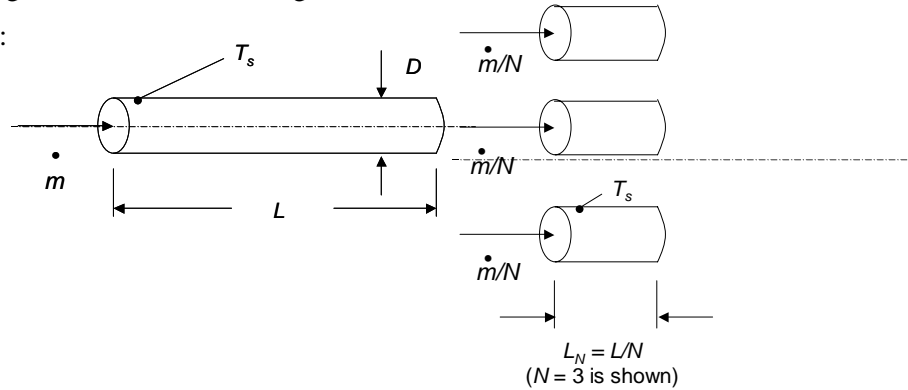 :
T_s
D
ṁ
L
ṁ/N
ṁ/N
ṁ/N
T_s
L_N = L/N
(N = 3 is shown)